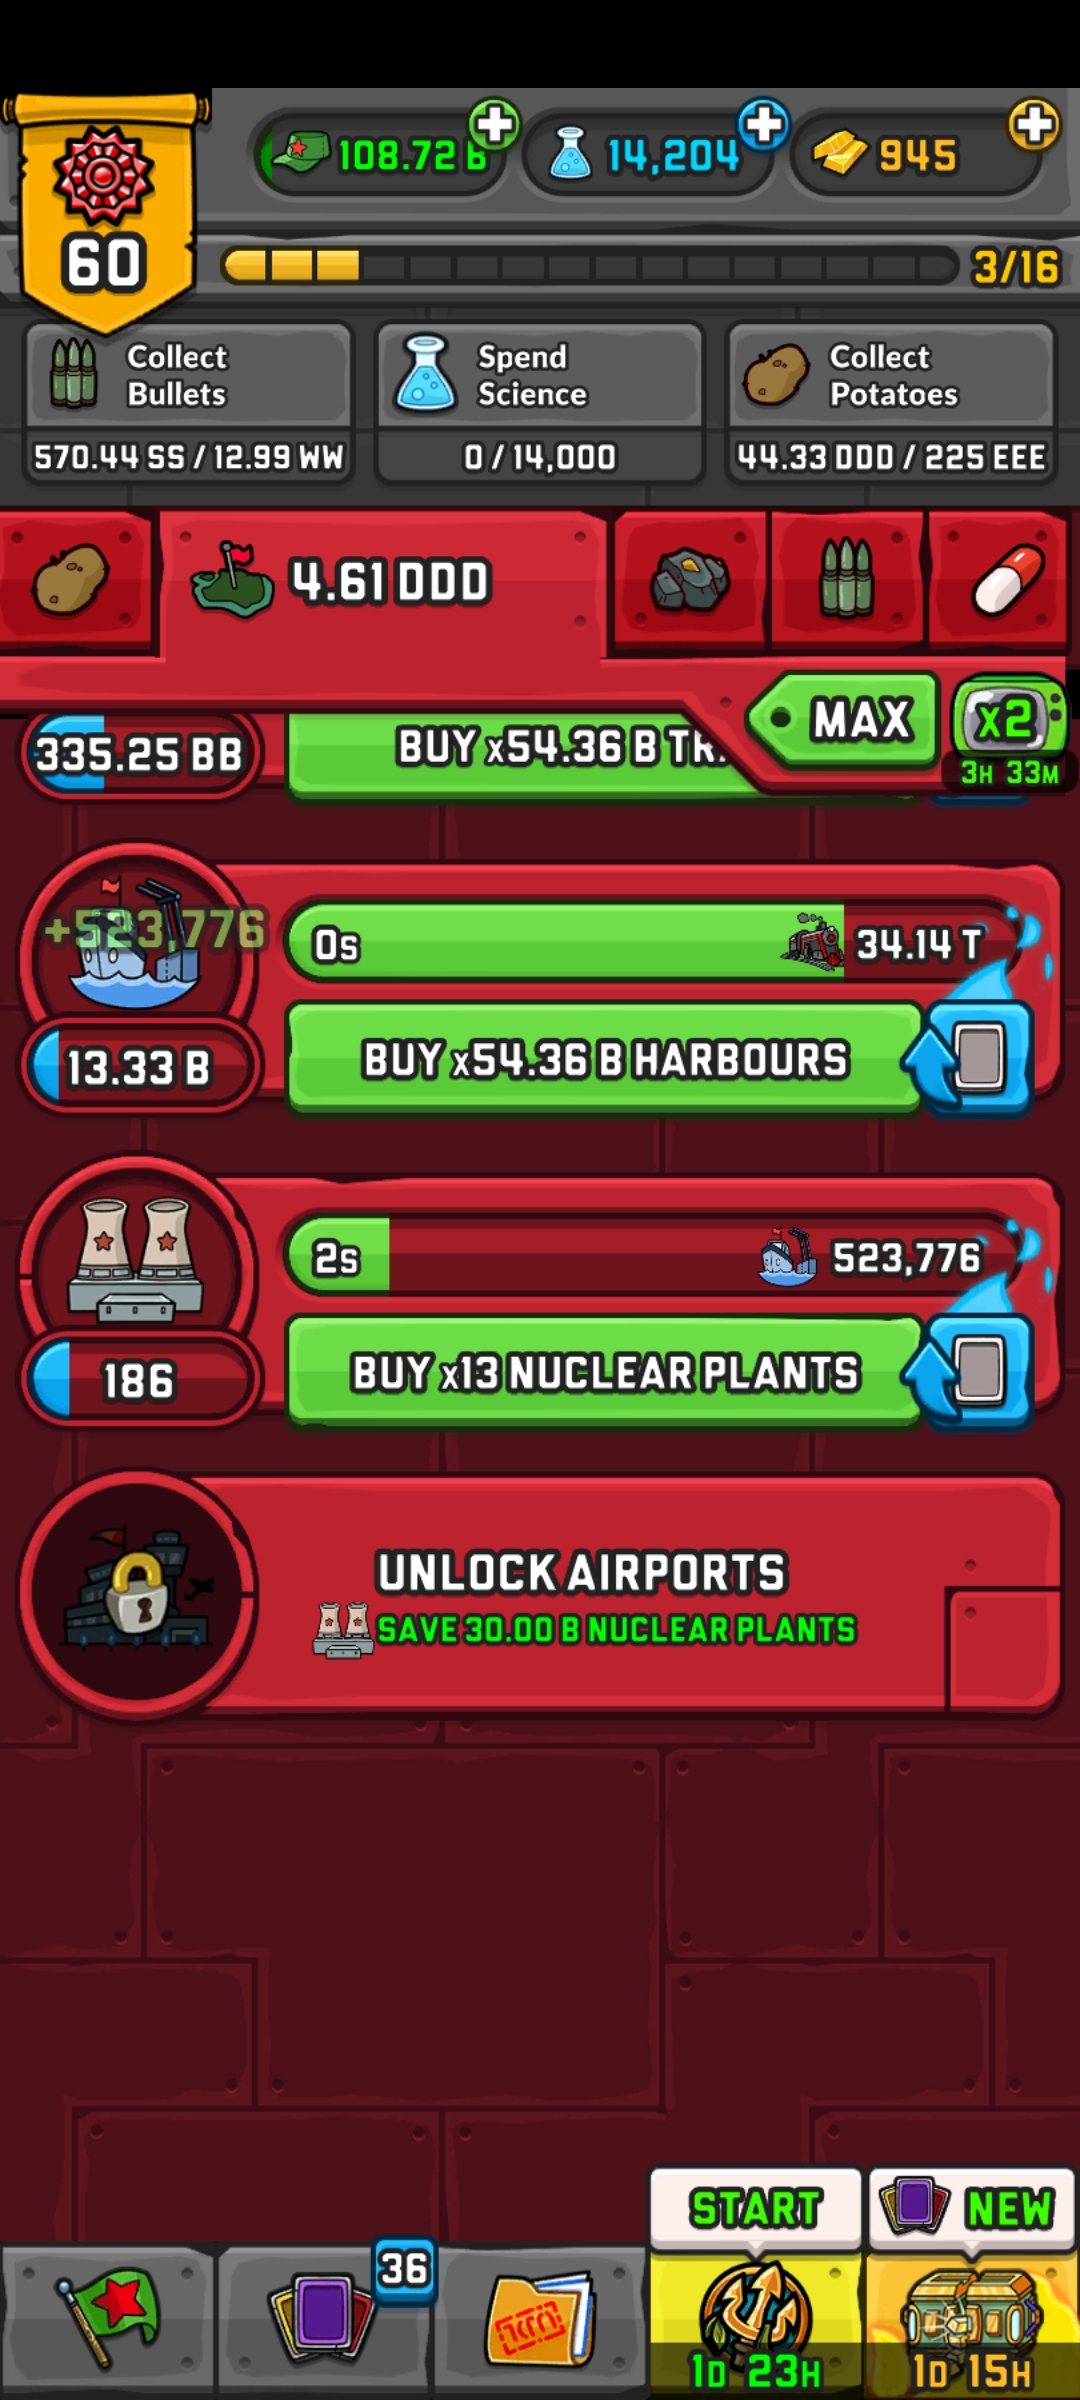 108.72 B
14,204
945
60
3/16
Collect
Bullets
Spend
Science
Collect
Potatoes
570.44 SS / 12.99 WW
0 / 14,000
44.33 DDD / 225 EEE
4.61 DDD
MAX
x2
3H 33M
335.25 BB
BUY x54.36 B TR
+523,776
0s
34.14 T
13.33 B
BUY x54.36 B HARBOURS
2s
523,776
186
BUY x13 NUCLEAR PLANTS
UNLOCK AIRPORTS
SAVE 30.00 B NUCLEAR PLANTS
START
NEW
36
1D 23H
1D 15H